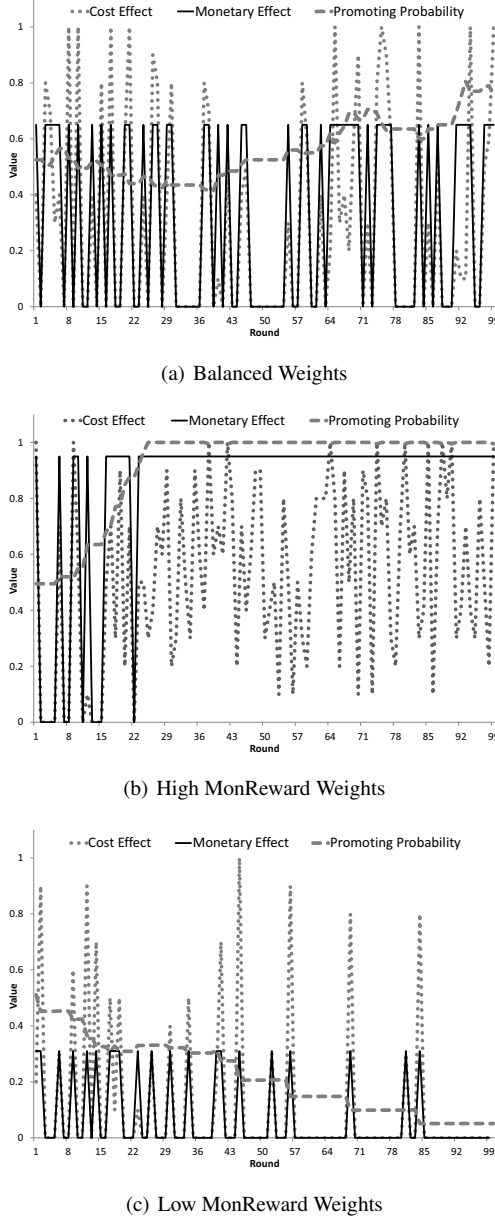 Cost Effect Monetary Effect Promoting Probability
1
0.8
0.6
0.4
0.2
0
Value
1 8 15 22 29 36 43 50 57 64 71 78 85 92 99
Round
(a) Balanced Weights
Cost Effect Monetary Effect Promoting Probability
1
0.8
0.6
0.4
0.2
0
Value
1 8 15 22 29 36 43 50 57 64 71 78 85 92 99
Round
(b) High MonReward Weights
Cost Effect Monetary Effect Promoting Probability
1
0.8
0.6
0.4
0.2
0
Value
1 8 15 22 29 36 43 50 57 64 71 78 85 92 99
Round
(c) Low MonReward Weights